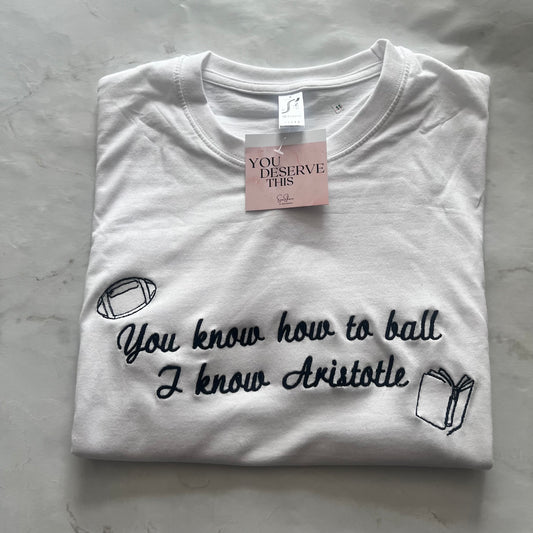 YOU
DESERVE
THIS
You know how to ball
I know Aristotle